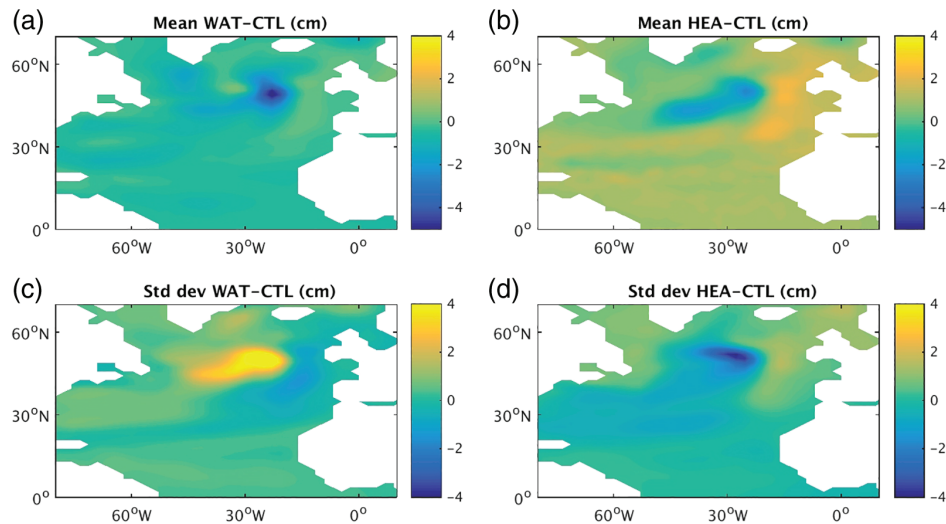 (a) Mean WAT-CTL (cm)
60°N
30°N
0°
60°W 30°W 0°
4
2
0
-2
-4
(b) Mean HEA-CTL (cm)
60°N
30°N
0°
60°W 30°W 0°
4
2
0
-2
-4
(c) Std dev WAT-CTL (cm)
60°N
30°N
0°
60°W 30°W 0°
4
2
0
-2
-4
(d) Std dev HEA-CTL (cm)
60°N
30°N
0°
60°W 30°W 0°
4
2
0
-2
-4